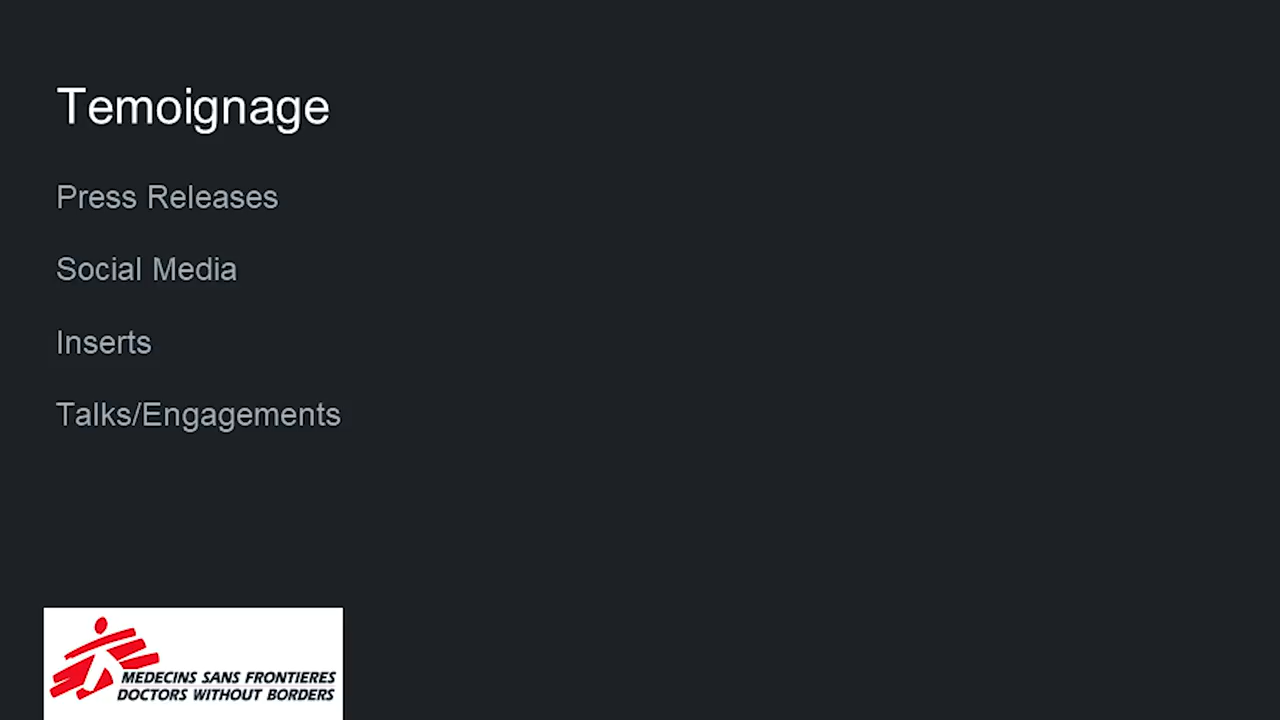 Temoignage
Press Releases
Social Media
Inserts
Talks/Engagements
MEDECINS SANS FRONTIERES
DOCTORS WITHOUT BORDERS